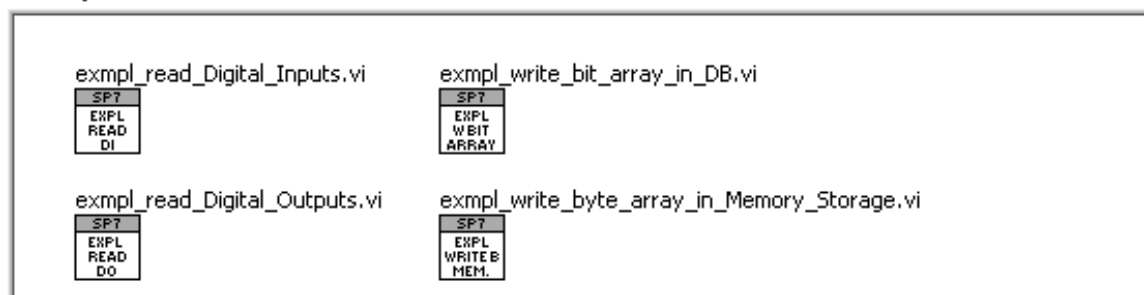 exmpl_read_Digital_Inputs.vi
SP7
EXPL
READ
DI
exmpl_write_bit_array_in_DB.vi
SP7
EXPL
W BIT
ARRAY
exmpl_read_Digital_Outputs.vi
SP7
EXPL
READ
DO
exmpl_write_byte_array_in_Memory_Storage.vi
SP7
EXPL
WRITE B
MEM.